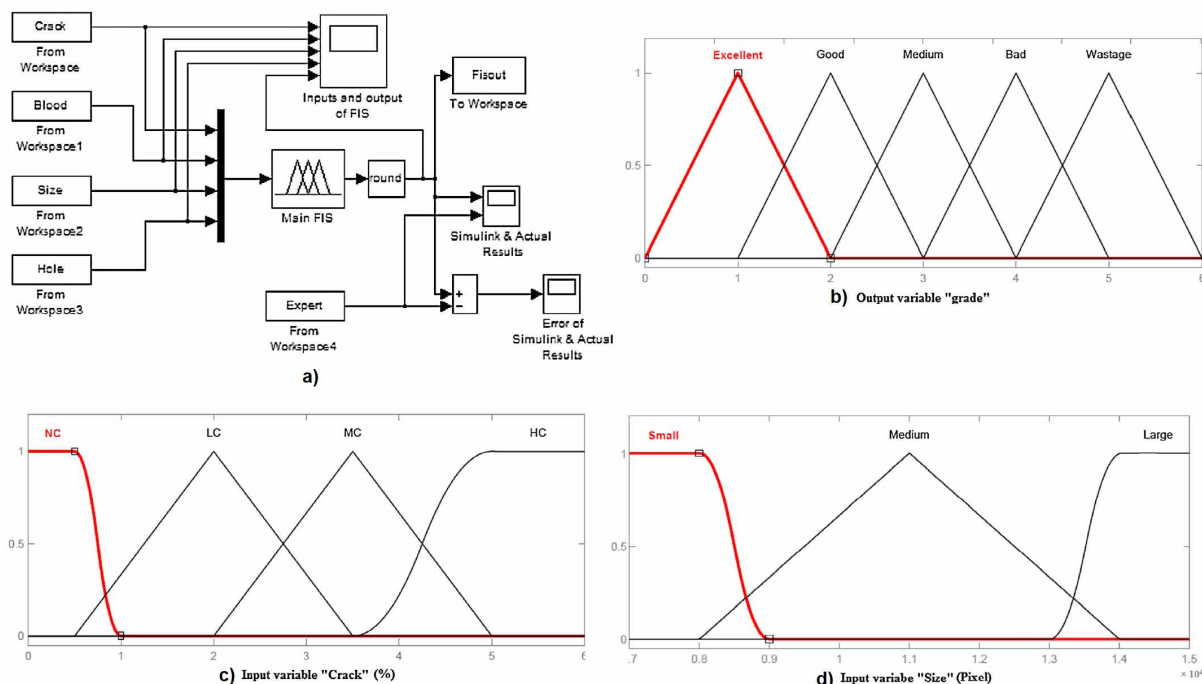 Crack
From
Workspace
Blood
From
Workspace1
Size
From
Workspace2
Hole
From
Workspace3
Inputs and output
of FIS
Main FIS
round
Fisout
To Workspace
Simulink & Actual
Results
Expert
From
Workspace4
+
−
Error of
Simulink & Actual
Results
a)
Excellent
Good
Medium
Bad
Wastage
1
0.5
0
0
1
2
3
4
5
6
b) Output variable "grade"
NC
LC
MC
HC
1
0.5
0
0
1
2
3
4
5
6
c) Input variable "Crack" (%)
Small
Medium
Large
1
0.5
0
.7
0.8
0.9
1
1.1
1.2
1.3
1.4
1.5
d) Input variabe "Size" (Pixel)